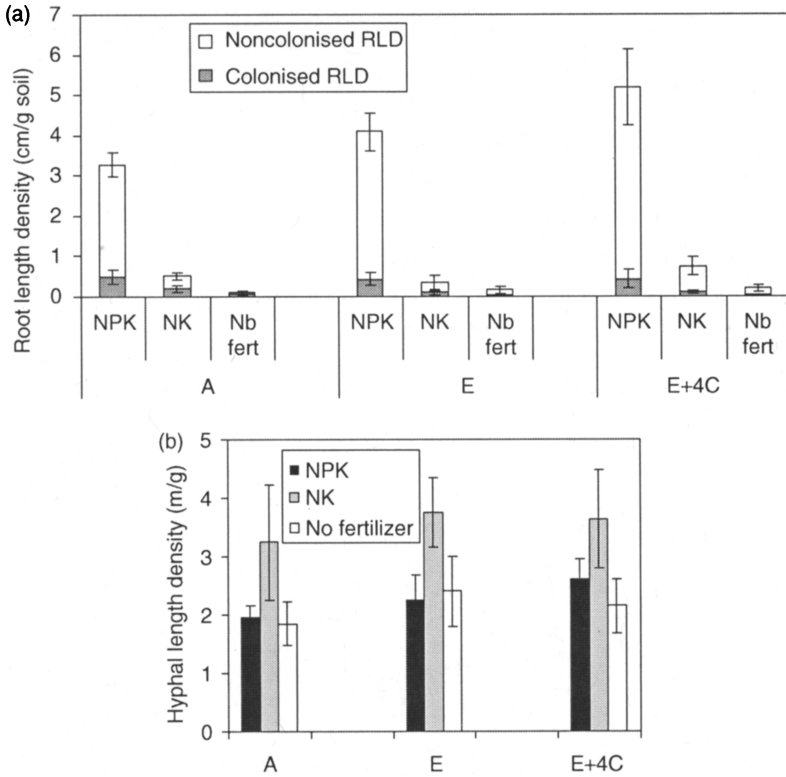 (a)
7
6
5
4
3
2
1
0
Root length density (cm/g soil)
Noncolonised RLD
Colonised RLD
NPK NK Nb fert NPK NK Nb fert NPK NK Nb fert
A E E+4C
(b)
5
4
3
2
1
0
Hyphal length density (m/g)
NPK
NK
No fertilizer
A E E+4C